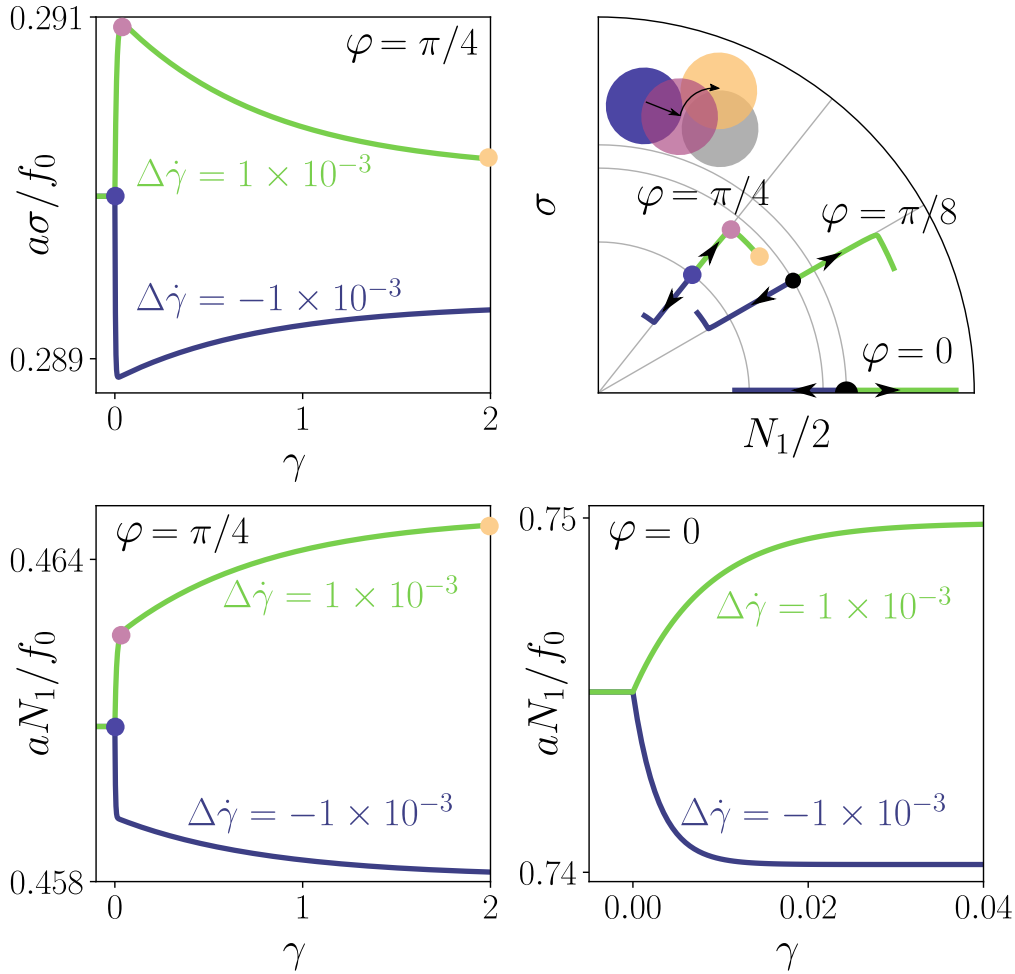 0.291
φ = π/4
aσ/f₀
Δγ̇ = 1 × 10⁻³
Δγ̇ = −1 × 10⁻³
0.289
0
1
2
γ
σ
φ = π/4
φ = π/8
φ = 0
N₁/2
φ = π/4
0.464
aN₁/f₀
Δγ̇ = 1 × 10⁻³
Δγ̇ = −1 × 10⁻³
0.458
0
1
2
γ
0.75
φ = 0
aN₁/f₀
Δγ̇ = 1 × 10⁻³
Δγ̇ = −1 × 10⁻³
0.74
0.00
0.02
0.04
γ